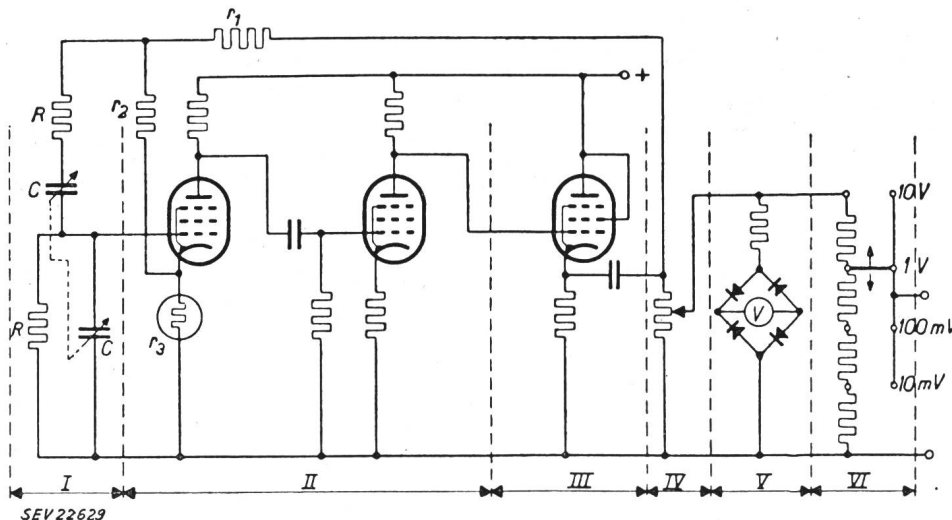 r1
R
r2
+
C
10V
1V
R
C
r3
V
100mV
10mV
I II III IV V VI
SEV 22629